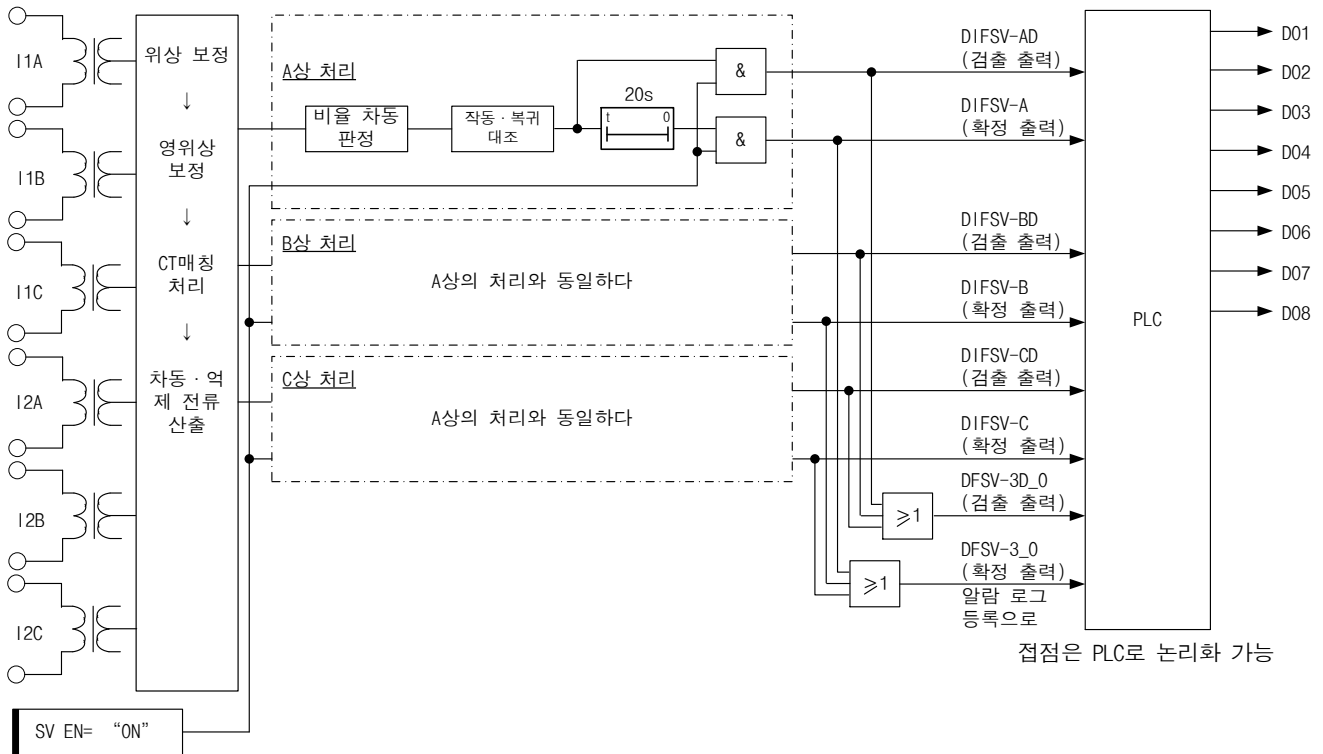 I1A
I1B
I1C
I2A
I2B
I2C
위상 보정
↓
영위상
보정
↓
CT매칭
처리
↓
차동·억
제 전류
산출
SV EN= “ON”
A상 처리
비율 차동
판정
작동·복귀
대조
20s
t 0
&
&
B상 처리
A상의 처리와 동일하다
C상 처리
A상의 처리와 동일하다
≥1
≥1
DIFSV-AD
(검출 출력)
DIFSV-A
(확정 출력)
DIFSV-BD
(검출 출력)
DIFSV-B
(확정 출력)
DIFSV-CD
(검출 출력)
DIFSV-C
(확정 출력)
DFSV-3D_0
(검출 출력)
DFSV-3_0
(확정 출력)
알람 로그
등록으로
PLC
D01
D02
D03
D04
D05
D06
D07
D08
접점은 PLC로 논리화 가능